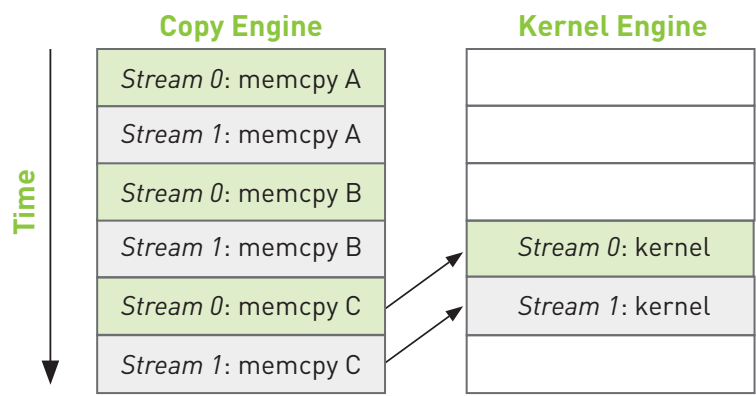 Copy Engine
Kernel Engine
Time
Stream 0: memcpy A
Stream 1: memcpy A
Stream 0: memcpy B
Stream 1: memcpy B
Stream 0: kernel
Stream 0: memcpy C
Stream 1: kernel
Stream 1: memcpy C